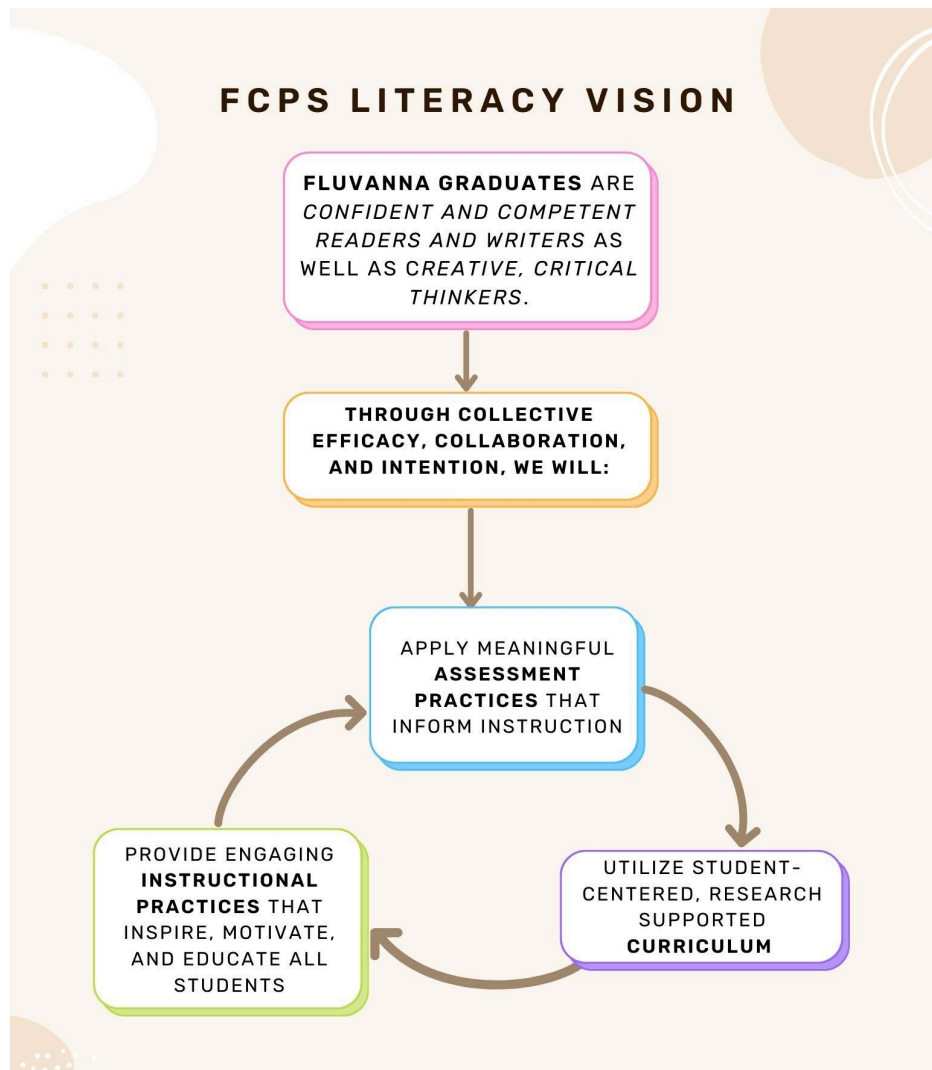 FCPS LITERACY VISION
FLUVANNA GRADUATES ARE
CONFIDENT AND COMPETENT
READERS AND WRITERS AS
WELL AS CREATIVE, CRITICAL
THINKERS.
THROUGH COLLECTIVE
EFFICACY, COLLABORATION,
AND INTENTION, WE WILL:
APPLY MEANINGFUL
ASSESSMENT
PRACTICES THAT
INFORM INSTRUCTION
UTILIZE STUDENT-
CENTERED, RESEARCH
SUPPORTED
CURRICULUM
PROVIDE ENGAGING
INSTRUCTIONAL
PRACTICES THAT
INSPIRE, MOTIVATE,
AND EDUCATE ALL
STUDENTS